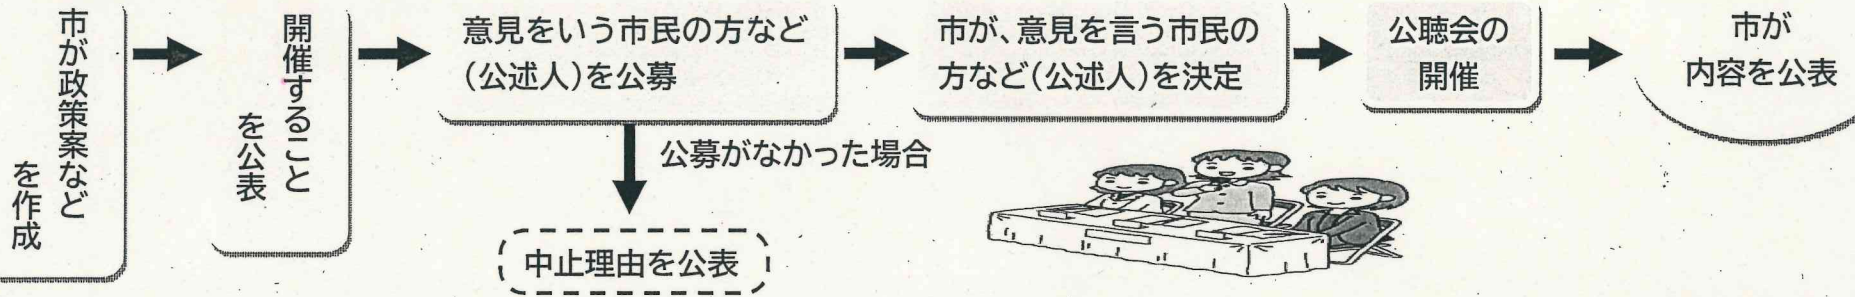 市が政策案など
を作成
開催すること
を公表
意見をいう市民の方など
（公述人）を公募
市が、意見を言う市民の
方など（公述人）を決定
公聴会の
開催
市が
内容を公表
公募がなかった場合
中止理由を公表